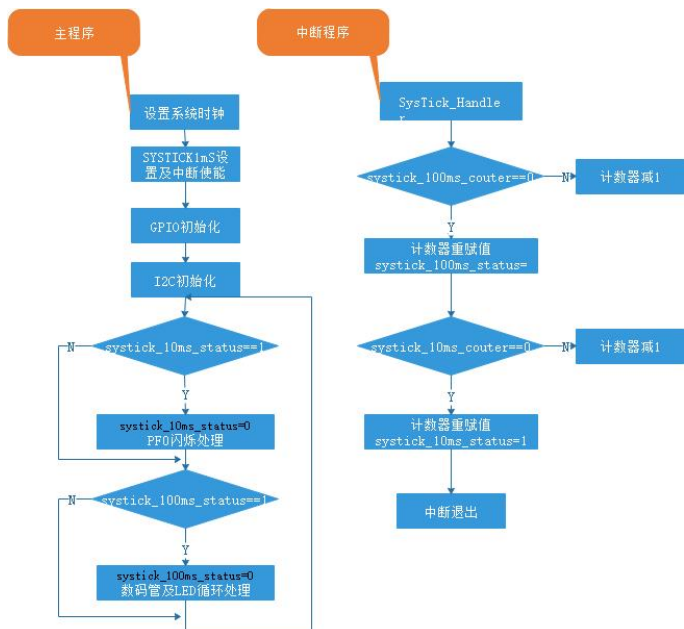 主程序
设置系统时钟
SYSTICK1mS设
置及中断使能
GPIO初始化
I2C初始化
systick_10ms_status==1
N
Y
systick_10ms_status=0
PF0闪烁处理
systick_100ms_status==1
N
Y
systick_100ms_status=0
数码管及LED循环处理
中断程序
SysTick_Handle
r
systick_100ms_couter==0
N
计数器减1
Y
计数器重赋值
systick_100ms_status=
systick_10ms_couter==0
N
计数器减1
Y
计数器重赋值
systick_10ms_status=1
中断退出